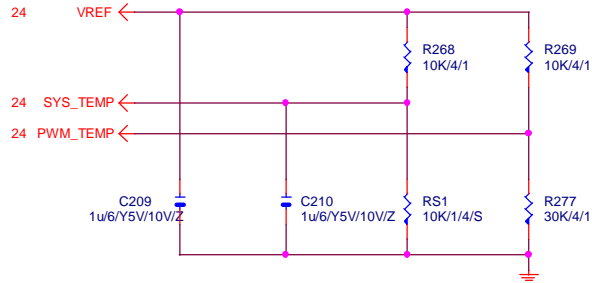 24 VREF
R268
10K/4/1
R269
10K/4/1
24 SYS_TEMP
24 PWM_TEMP
C209
1u/6/Y5V/10V/Z
C210
1u/6/Y5V/10V/Z
RS1
10K/1/4/S
R277
30K/4/1